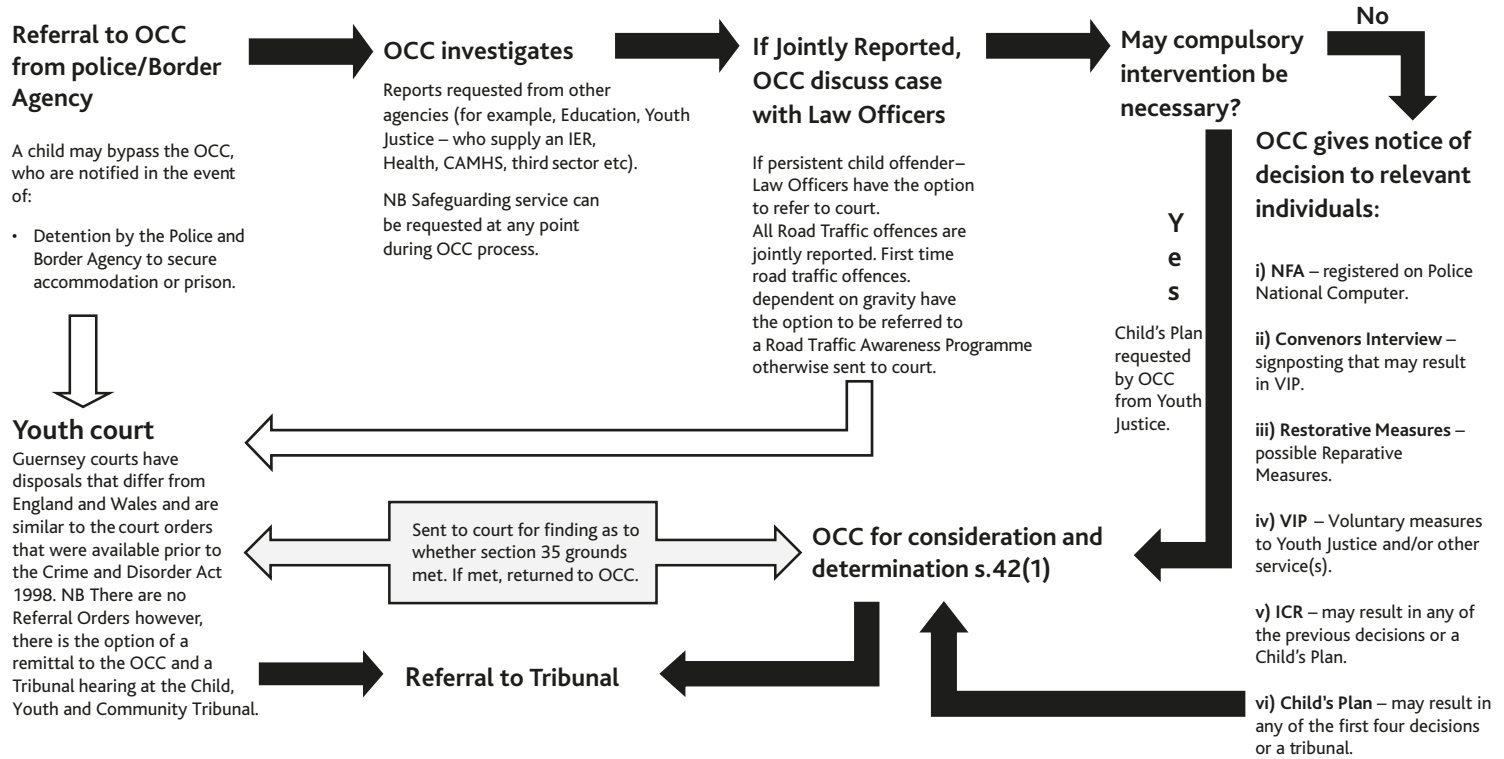 Referral to OCC
from police/Border
Agency
A child may bypass the OCC,
who are notified in the event
of:
• Detention by the Police and
Border Agency to secure
accommodation or prison.
OCC investigates
Reports requested from other
agencies (for example, Education, Youth
Justice – who supply an IER,
Health, CAMHS, third sector etc).
NB Safeguarding service can
be requested at any point
during OCC process.
If Jointly Reported,
OCC discuss case
with Law Officers
If persistent child offender–
Law Officers have the option
to refer to court.
All Road Traffic offences are
jointly reported. First time
road traffic offences.
dependent on gravity have
the option to be referred to
a Road Traffic Awareness Programme
otherwise sent to court.
May compulsory
intervention be
necessary?
No
Y
e
s
Child's Plan
requested
by OCC
from Youth
Justice.
OCC gives notice of
decision to relevant
individuals:
i) NFA – registered on Police
National Computer.
ii) Convenors Interview –
signposting that may result
in VIP.
iii) Restorative Measures –
possible Reparative
Measures.
iv) VIP – Voluntary measures
to Youth Justice and/or other
service(s).
v) ICR – may result in any of
the previous decisions or a
Child's Plan.
vi) Child's Plan – may result in
any of the first four decisions
or a tribunal.
Youth court
Guernsey courts have
disposals that differ from
England and Wales and are
similar to the court orders
that were available prior to
the Crime and Disorder Act
1998. NB There are no
Referral Orders however,
there is the option of a
remittal to the OCC and a
Tribunal hearing at the Child,
Youth and Community Tribunal.
Sent to court for finding as to
whether section 35 grounds
met. If met, returned to OCC.
OCC for consideration and
determination s.42(1)
Referral to Tribunal